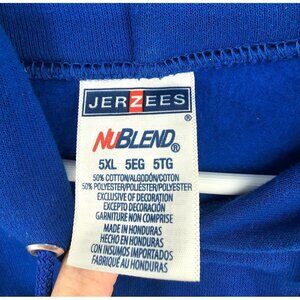 JERZEES
®
NUBLEND®
5XL 5EG 5TG
50% COTTON/ALGODÓN/COTON
50% POLYESTER/POLIÉSTER/POLYESTER
EXCLUSIVE OF DECORATION
EXCEPTO DECORACIÓN
GARNITURE NON COMPRISE
MADE IN HONDURAS
HECHO EN HONDURAS
CON INSUMOS IMPORTADOS
FABRIQUÉ AU HONDURAS